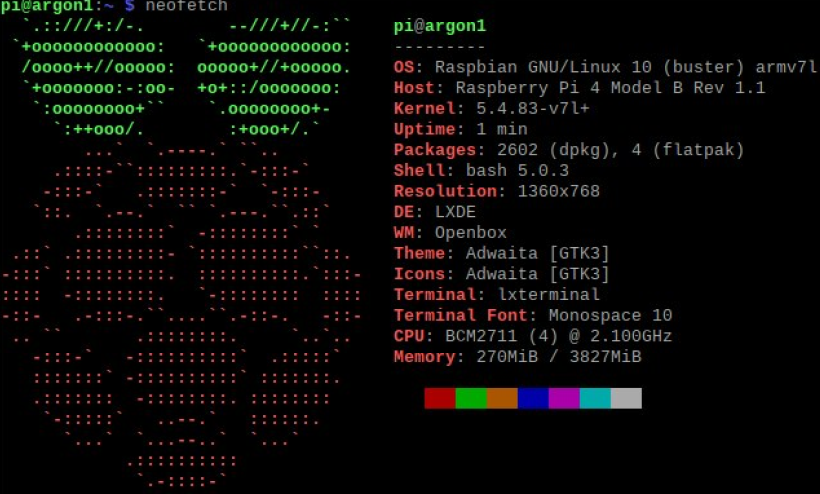 pi@argon1:~ $ neofetch
pi@argon1
---------
OS: Raspbian GNU/Linux 10 (buster) armv7l
Host: Raspberry Pi 4 Model B Rev 1.1
Kernel: 5.4.83-v7l+
Uptime: 1 min
Packages: 2602 (dpkg), 4 (flatpak)
Shell: bash 5.0.3
Resolution: 1360x768
DE: LXDE
WM: Openbox
Theme: Adwaita [GTK3]
Icons: Adwaita [GTK3]
Terminal: lxterminal
Terminal Font: Monospace 10
CPU: BCM2711 (4) @ 2.100GHz
Memory: 270MiB / 3827MiB